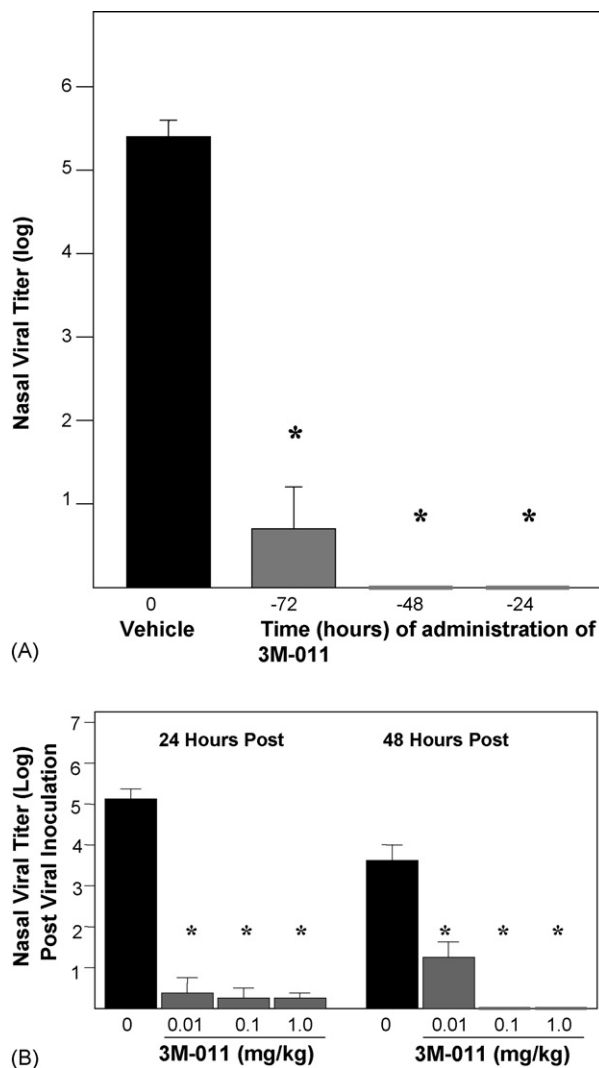 6
5
4
3
2
1
Nasal Viral Titer (log)
*
*
*
0
-72
-48
-24
Vehicle
Time (hours) of administration of
3M-011
(A)
7
6
5
4
3
2
1
Nasal Viral Titer (Log)
Post Viral Inoculation
24 Hours Post
48 Hours Post
* * *
* * *
0 0.01 0.1 1.0
0 0.01 0.1 1.0
3M-011 (mg/kg)
3M-011 (mg/kg)
(B)